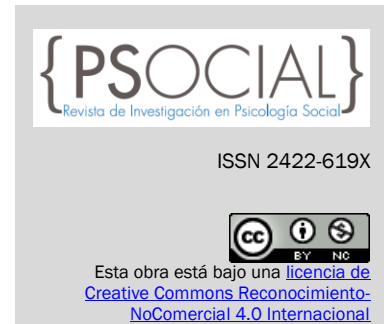 {PSOCIAL}
Revista de Investigación en Psicología Social
ISSN 2422-619X
cc
BY NC
Esta obra está bajo una licencia de
Creative Commons Reconocimiento-
NoComercial 4.0 Internacional